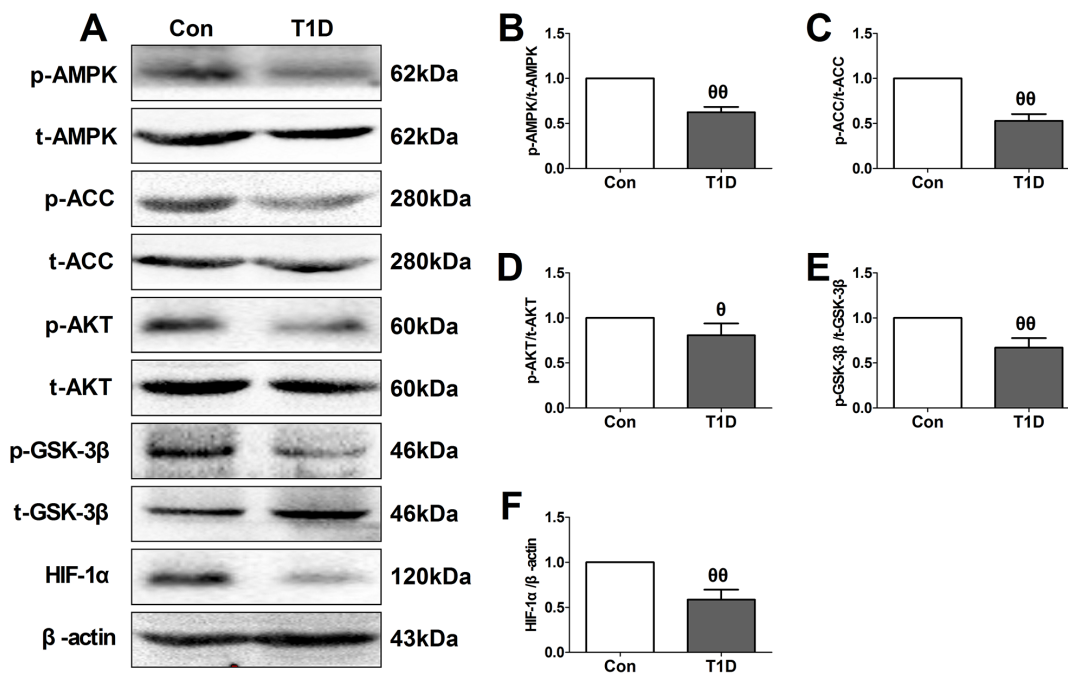 A
Con T1D
p-AMPK 62kDa
t-AMPK 62kDa
p-ACC 280kDa
t-ACC 280kDa
p-AKT 60kDa
t-AKT 60kDa
p-GSK-3β 46kDa
t-GSK-3β 46kDa
HIF-1α 120kDa
β -actin 43kDa
B
p-AMPK/t-AMPK
1.5
1.0
0.5
0.0
θθ
Con T1D
C
p-ACC/t-ACC
1.5
1.0
0.5
0.0
θθ
Con T1D
D
p-AKT/t-AKT
1.5
1.0
0.5
0.0
θ
Con T1D
E
p-GSK-3β /t-GSK-3β
1.5
1.0
0.5
0.0
θθ
Con T1D
F
HIF-1α /β -actin
1.5
1.0
0.5
0.0
θθ
Con T1D